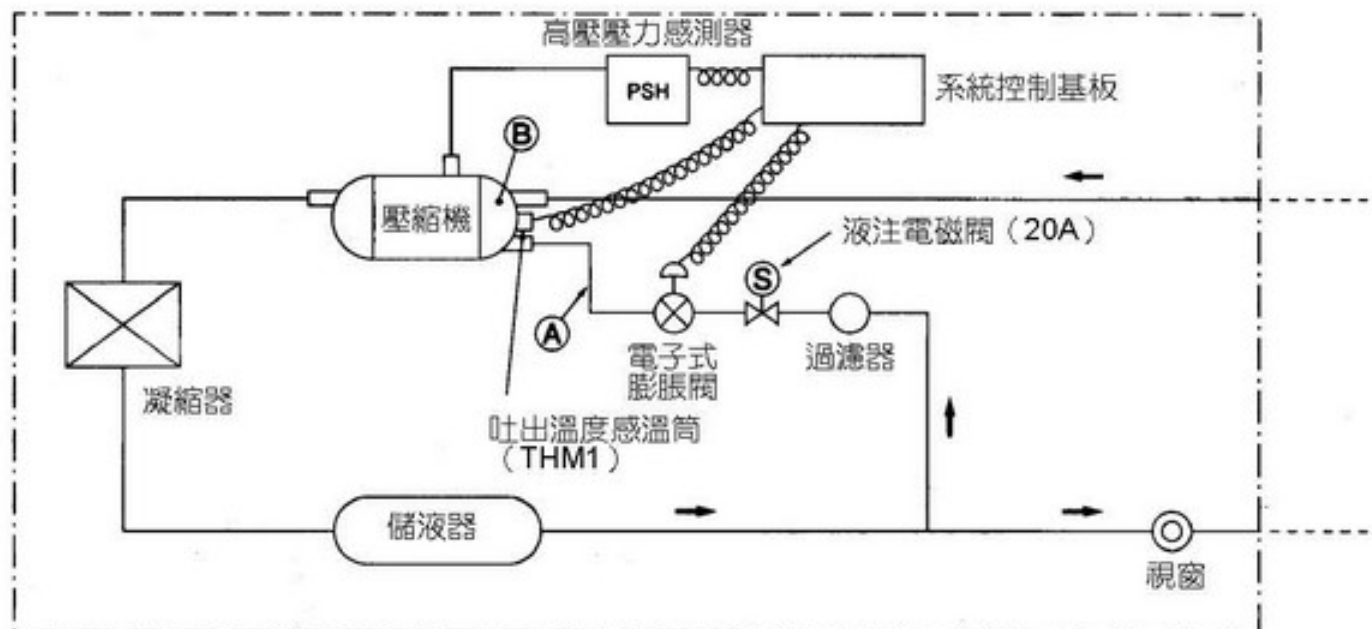 高壓壓力感測器
PSH
系統控制基板
B
壓縮機
液注電磁閥（20A）
S
A
電子式
膨脹閥
過濾器
凝縮器
吐出溫度感溫筒
（THM1）
儲液器
視窗